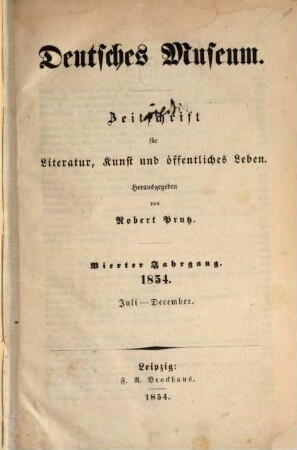 Deutsches Museum.
Zeitschrift
für
Literatur, Kunst und öffentliches Leben.
Herausgegeben
von
Robert Prutz.
Vierter Jahrgang.
1854.
Juli—December.
Leipzig:
F. A. Brockhaus.
1854.